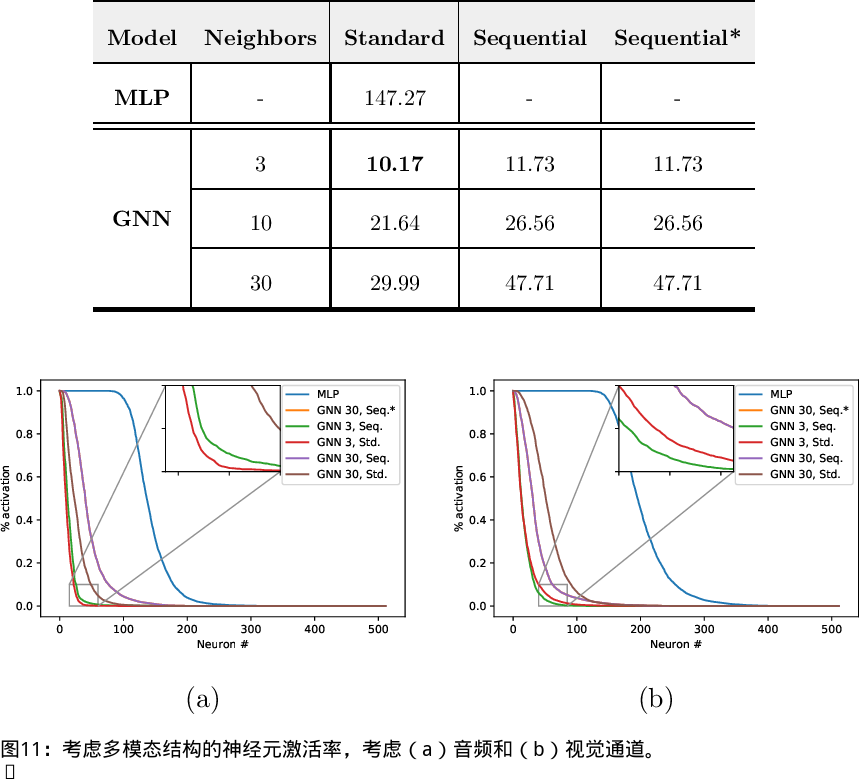 Model Neighbors Standard Sequential Sequential*
MLP - 147.27 - -
3 10.17 11.73 11.73
GNN 10 21.64 26.56 26.56
30 29.99 47.71 47.71
1.0
0.8
0.6
0.4
0.2
0.0
% activation
0 100 200 300 400 500
Neuron #
MLP
GNN 30, Seq.*
GNN 3, Seq.
GNN 3, Std.
GNN 30, Seq.
GNN 30, Std.
(a)
1.0
0.8
0.6
0.4
0.2
0.0
% activation
0 100 200 300 400 500
Neuron #
MLP
GNN 30, Seq.*
GNN 3, Seq.
GNN 3, Std.
GNN 30, Seq.
GNN 30, Std.
(b)
图11：考虑多模态结构的神经元激活率，考虑（a）音频和（b）视觉通道。